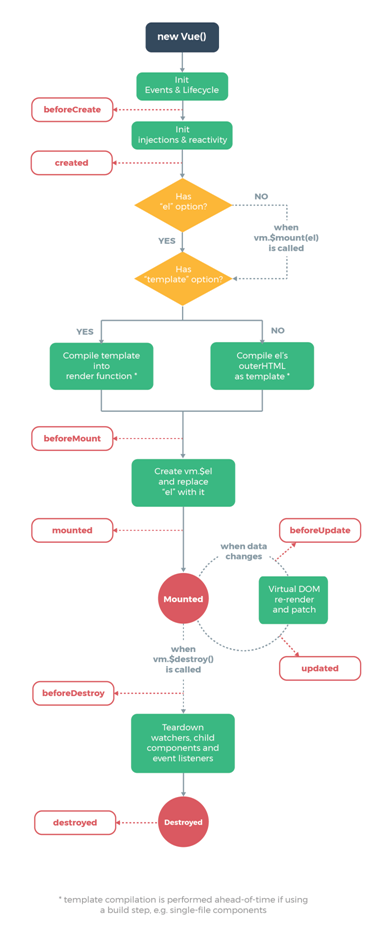 new Vue()
Init
Events & Lifecycle
beforeCreate
Init
injections & reactivity
created
Has
"el" option?
NO
when
vm.$mount(el)
is called
YES
Has
"template" option?
YES
NO
Compile template
into
render function *
Compile el's
outerHTML
as template *
beforeMount
Create vm.$el
and replace
"el" with it
mounted
beforeUpdate
when data
changes
Mounted
Virtual DOM
re-render
and patch
when
vm.$destroy()
is called
updated
beforeDestroy
Teardown
watchers, child
components and
event listeners
destroyed
Destroyed
* template compilation is performed ahead-of-time if using
a build step, e.g. single-file components